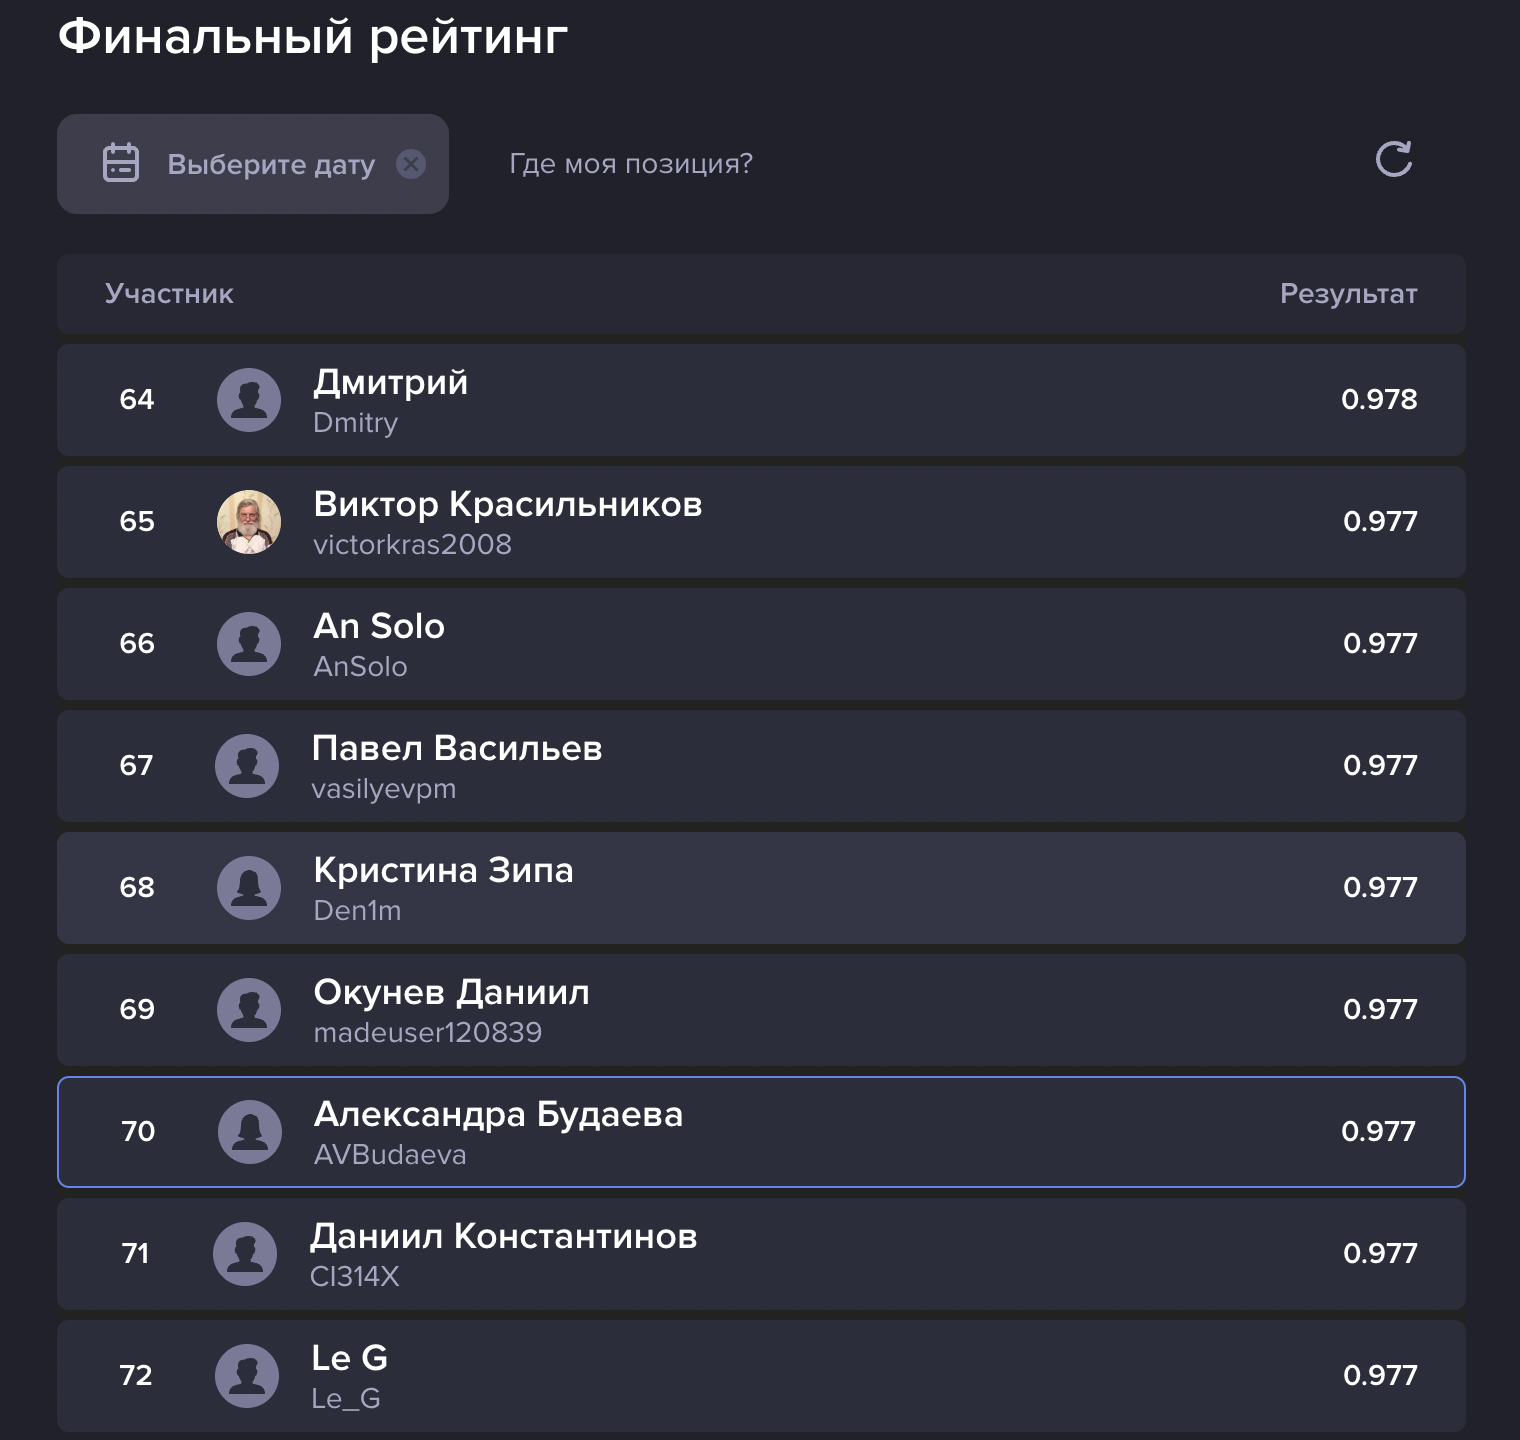 Финальный рейтинг
Выберите дату
Где моя позиция?
Участник
Результат
64
Дмитрий
Dmitry
0.978
65
Виктор Красильников
victorkras2008
0.977
66
An Solo
AnSolo
0.977
67
Павел Васильев
vasilyevpm
0.977
68
Кристина Зипа
Den1m
0.977
69
Окунев Даниил
madeuser120839
0.977
70
Александра Будаева
AVBudaeva
0.977
71
Даниил Константинов
Cl314X
0.977
72
Le G
Le_G
0.977